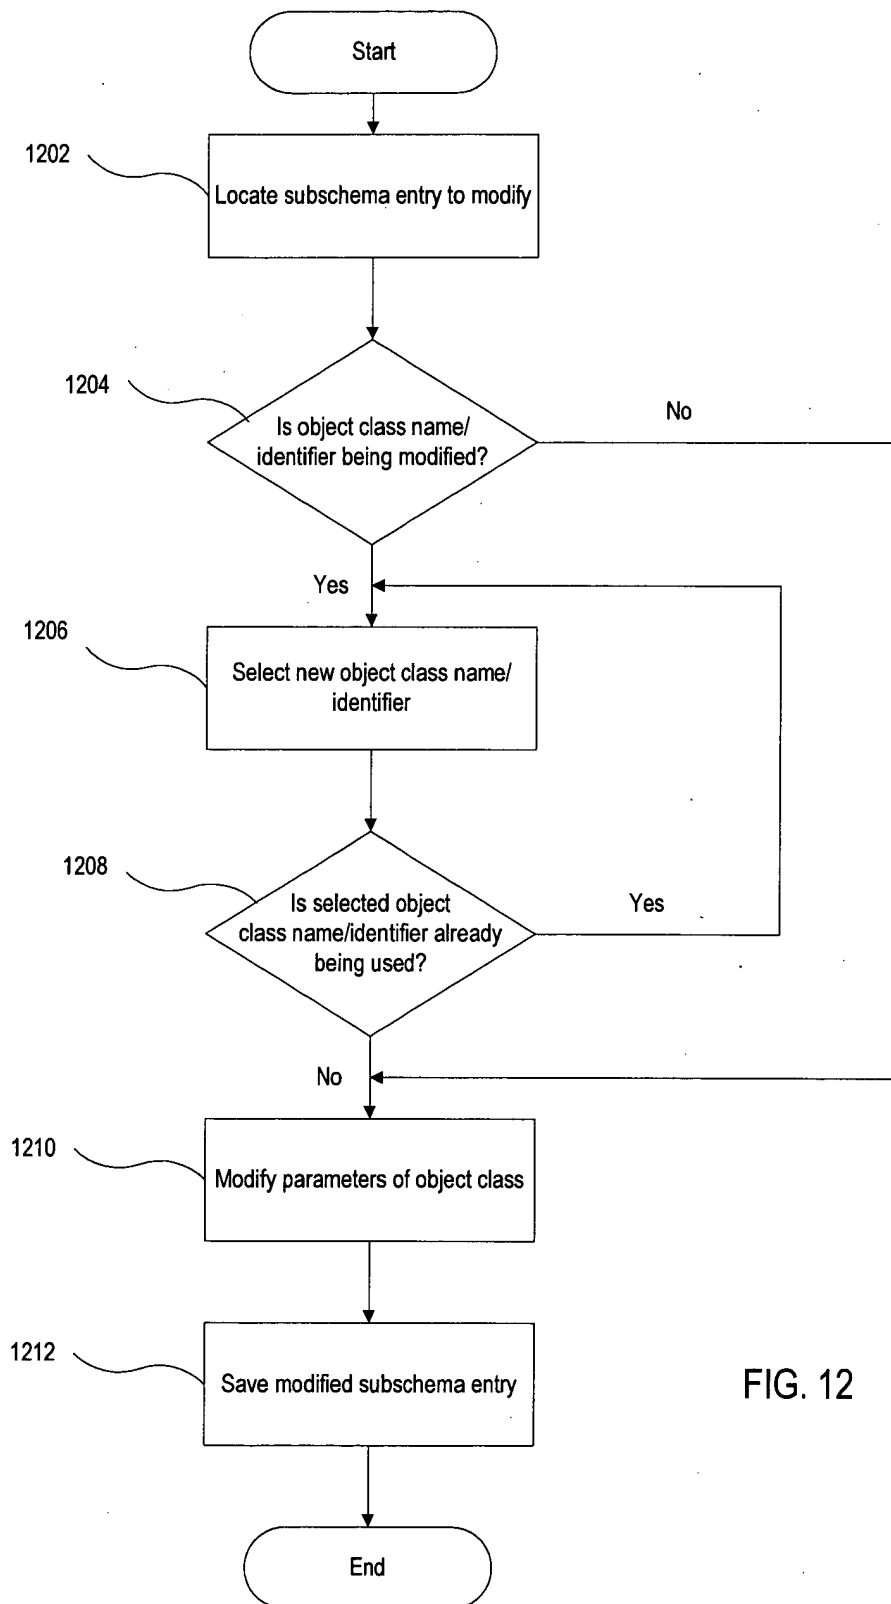 Start
1202
Locate subschema entry to modify
1204
Is object class name/
identifier being modified?
No
Yes
1206
Select new object class name/
identifier
1208
Is selected object
class name/identifier already
being used?
Yes
No
1210
Modify parameters of object class
1212
Save modified subschema entry
FIG. 12
End